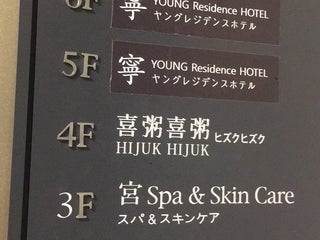 6F 寧 YOUNG Residence HOTEL
ヤングレジデンスホテル
5F 寧 YOUNG Residence HOTEL
ヤングレジデンスホテル
4F 喜粥喜粥 ヒズクヒズク
HIJUK HIJUK
3F 宮 Spa & Skin Care
スパ & スキンケア